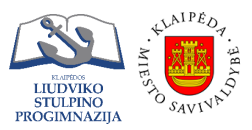 KLAIPĖDOS
LIUDVIKO
STULPINO
PROGIMNAZIJA
• KLAIPĖDA •
MIESTO SAVIVALDYBĖ